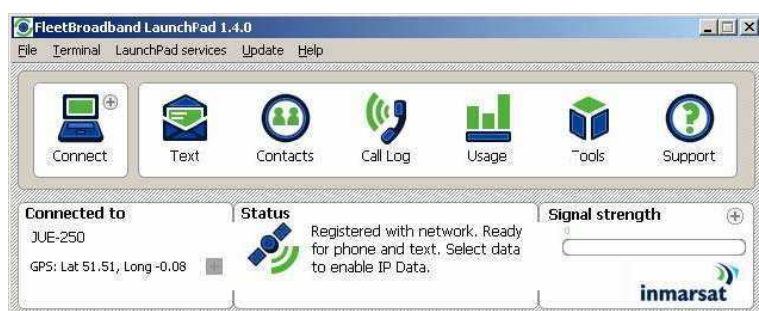 FleetBroadband LaunchPad 1.4.0
File Terminal LaunchPad services Update Help
Connect Text Contacts Call Log Usage Tools Support
Connected to
JUE-250
GPS: Lat 51.51, Long -0.08
Status
Registered with network. Ready
for phone and text. Select data
to enable IP Data.
Signal strength
0
inmarsat